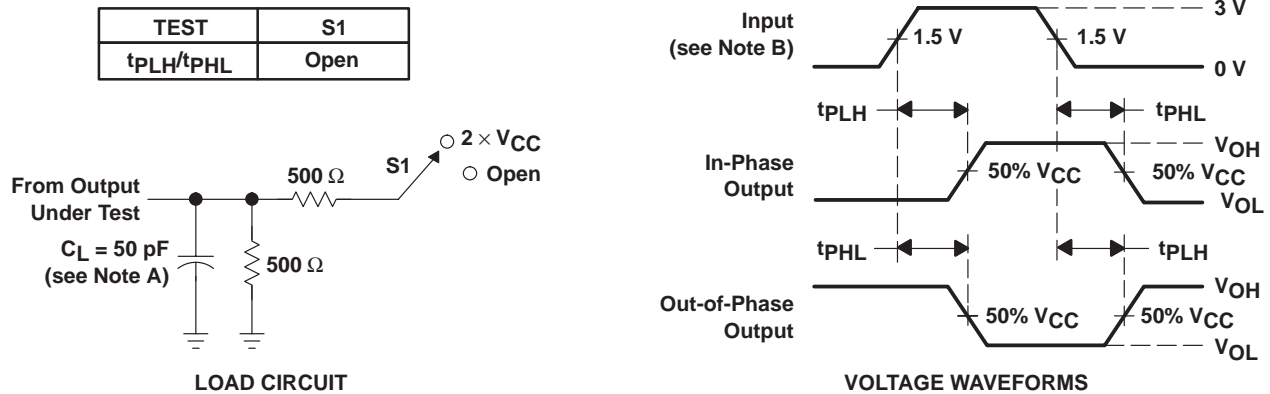 TEST S1
tPLH/tPHL Open
S1
2 × VCC
Open
500 Ω
From Output
Under Test
CL = 50 pF
(see Note A)
500 Ω
LOAD CIRCUIT
Input
(see Note B)
1.5 V
1.5 V
3 V
0 V
tPLH
tPHL
In-Phase
Output
50% VCC
VOH
50% VCC
VOL
tPHL
tPLH
Out-of-Phase
Output
50% VCC
VOH
50% VCC
VOL
VOLTAGE WAVEFORMS